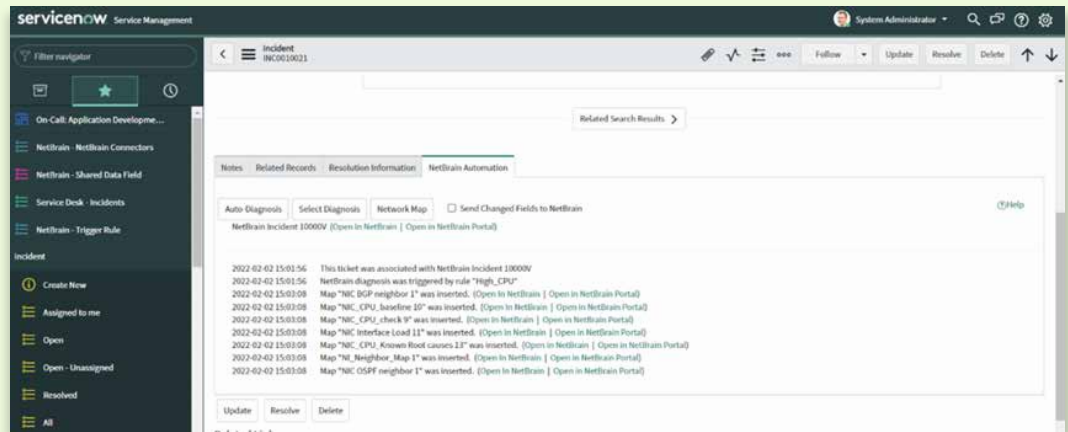 servicenow Service Management
System Administrator
Filter navigator
On-Call: Application Developme...
NetBrain - NetBrain Connectors
NetBrain - Shared Data Field
Service Desk - Incidents
NetBrain - Trigger Rule
Incident
Create New
Assigned to me
Open
Open - Unassigned
Resolved
All
Incident
INC0010021
Follow
Update
Resolve
Delete
Related Search Results
Notes
Related Records
Resolution Information
NetBrain Automation
Auto Diagnosis
Select Diagnosis
Network Map
Send Changed Fields to NetBrain
Help
NetBrain Incident 10000V (Open in NetBrain | Open in NetBrain Portal)
2022-02-02 15:01:56 This ticket was associated with NetBrain Incident 10000V
2022-02-02 15:01:56 NetBrain diagnosis was triggered by rule "High_CPU"
2022-02-02 15:03:08 Map "NIC BGP neighbor 1" was inserted. (Open in NetBrain | Open in NetBrain Portal)
2022-02-02 15:03:08 Map "NIC_CPU_baseline 10" was inserted. (Open in NetBrain | Open in NetBrain Portal)
2022-02-02 15:03:08 Map "NIC_CPU_check 9" was inserted. (Open in NetBrain | Open in NetBrain Portal)
2022-02-02 15:03:08 Map "NIC Interface Load 11" was inserted. (Open in NetBrain | Open in NetBrain Portal)
2022-02-02 15:03:08 Map "NIC_CPU_Known Root causes 13" was inserted. (Open in NetBrain | Open in NetBrain Portal)
2022-02-02 15:03:08 Map "NI_Neighbor_Map 1" was inserted. (Open in NetBrain | Open in NetBrain Portal)
2022-02-02 15:03:08 Map "NIC OSPF neighbor 1" was inserted. (Open in NetBrain | Open in NetBrain Portal)
Update
Resolve
Delete